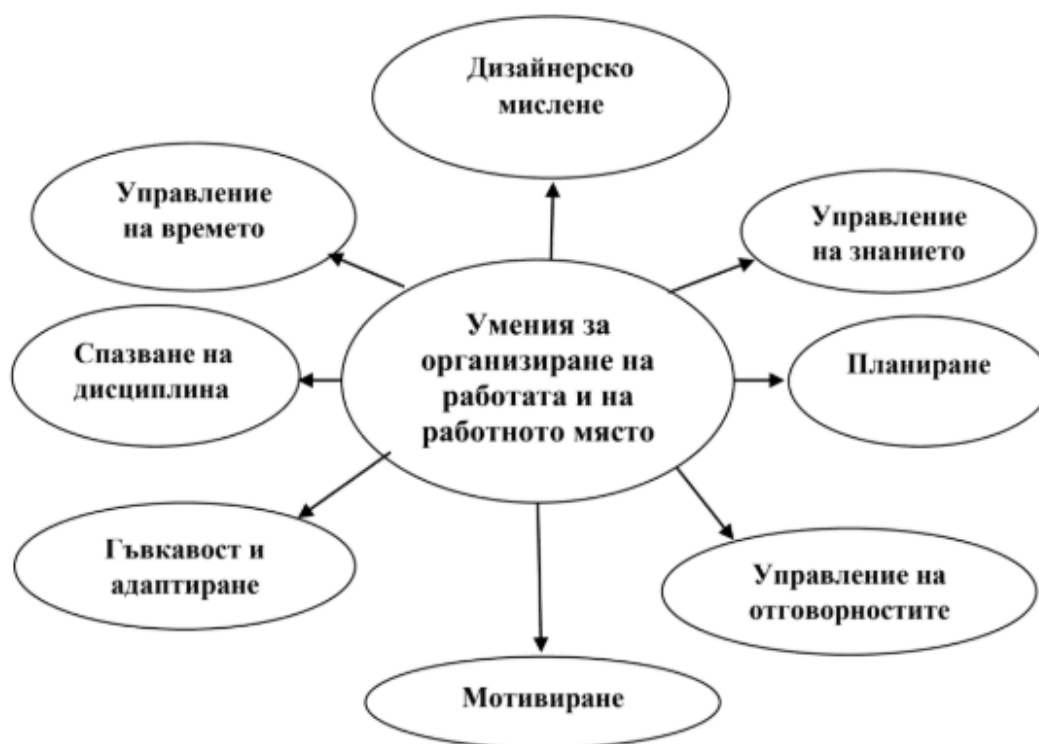 Дизайнерско
мислене
Управление
на времето
Управление
на знанието
Умения за
организиране на
работата и на
работното място
Спазване на
дисциплина
Планиране
Гъвкавост и
адаптиране
Управление на
отговорностите
Мотивиране